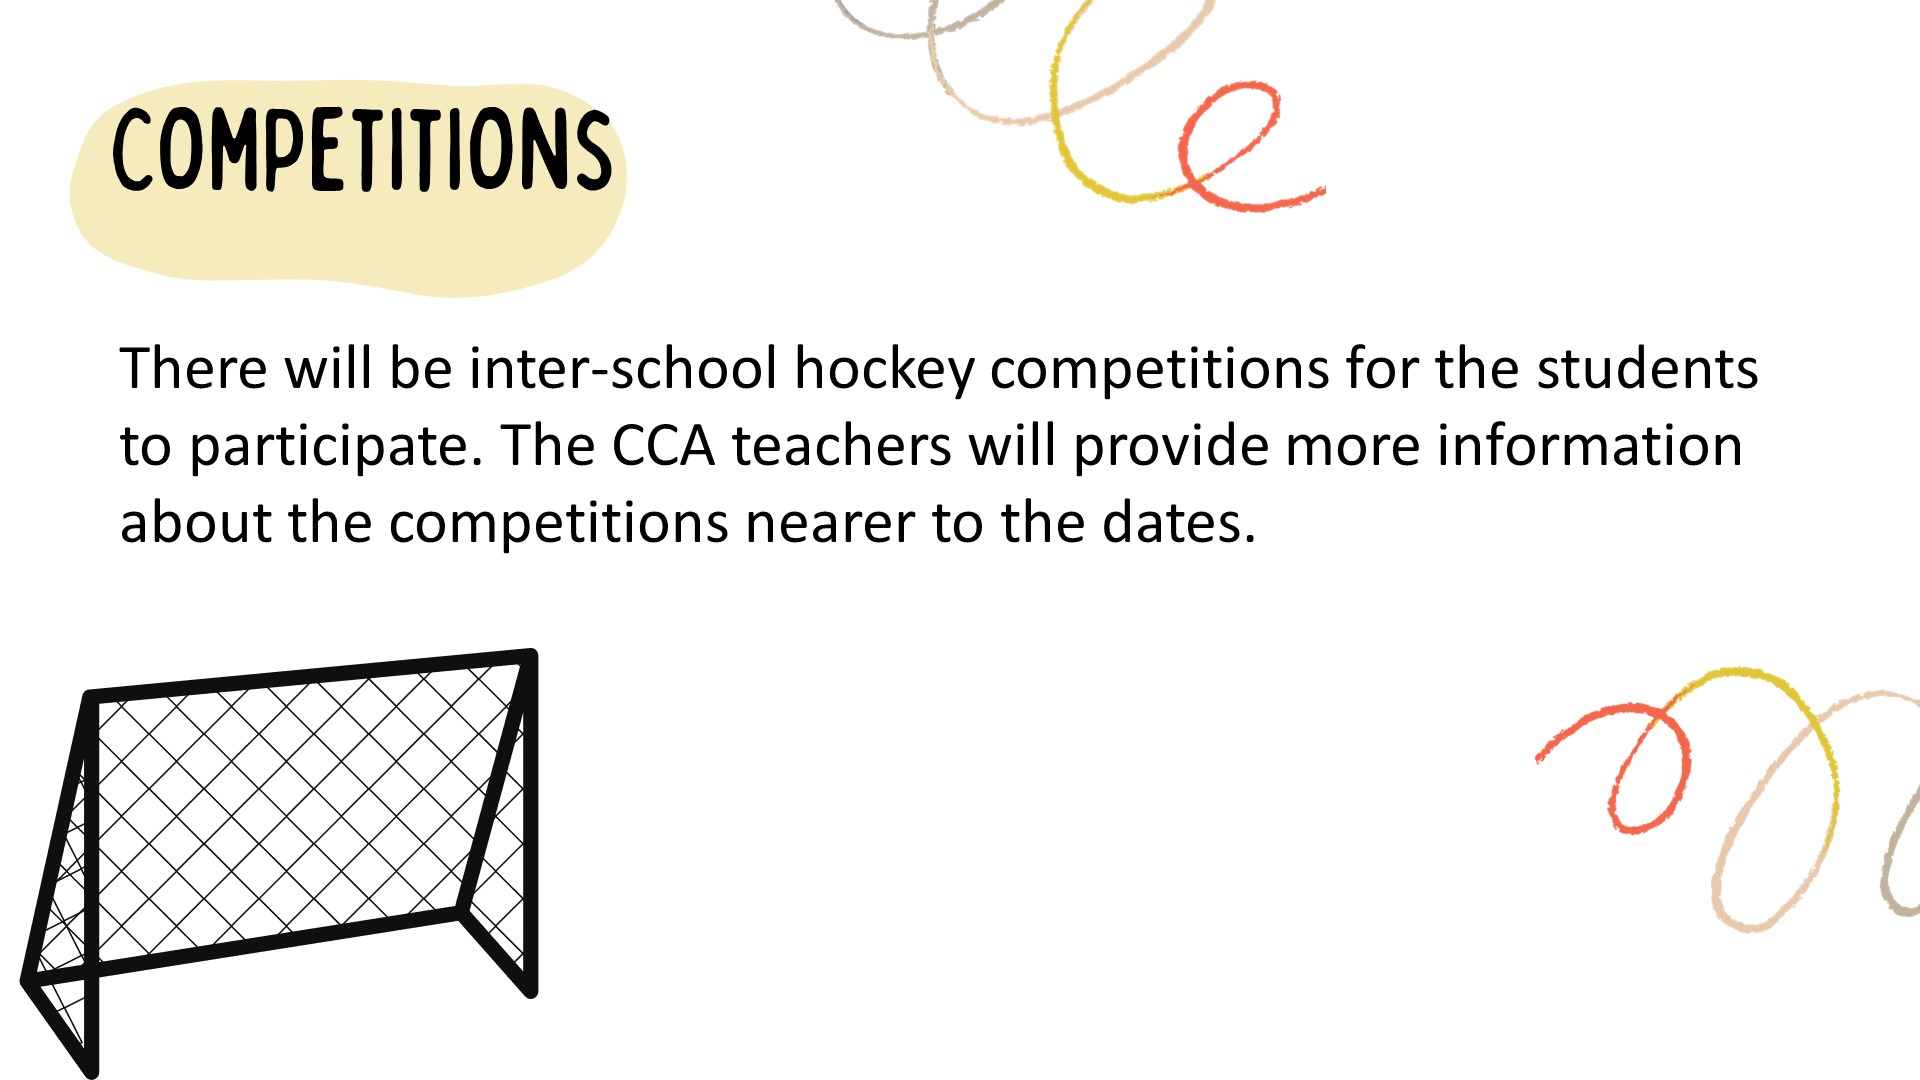 COMPETITIONS
There will be inter-school hockey competitions for the students
to participate. The CCA teachers will provide more information
about the competitions nearer to the dates.